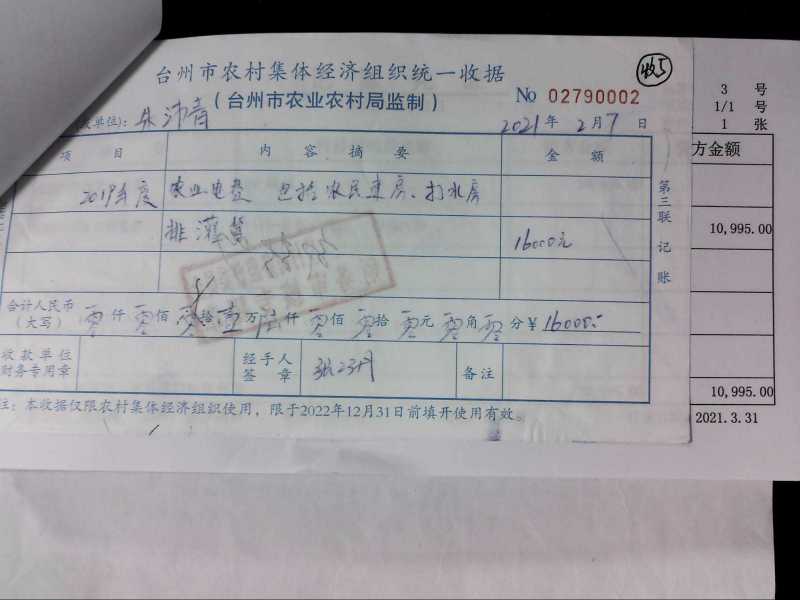 台州市农村集体经济组织统一收据
收5
（台州市农业农村局监制）
No 02790002
单位): 朱沛青
2021年2月7日
项目 内容摘要 金额
2019年度 农业电费 包括农民建房、打水房
排灌 16000元
合计人民币（大写） 零仟零佰零拾壹万陆仟零佰零拾零元零角零分￥16000.-
收款单位财务专用章
经手人签章
备注
注：本收据仅限农村集体经济组织使用，限于2022年12月31日前填开使用有效。
第三联 记账
3 号
1/1 号
1 张
方金额
10,995.00
10,995.00
2021.3.31